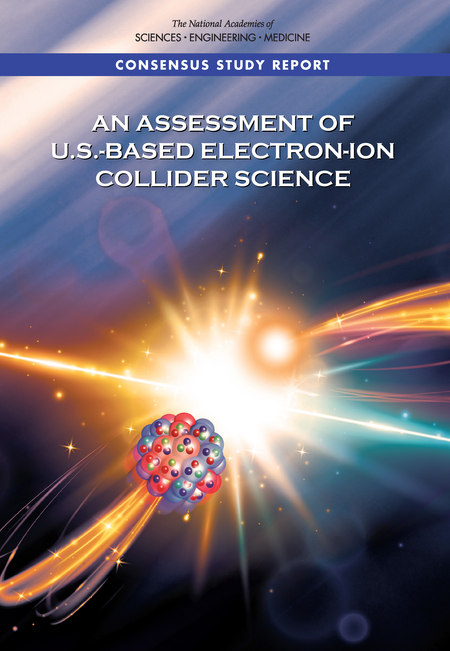 The National Academies of
SCIENCES • ENGINEERING • MEDICINE
CONSENSUS STUDY REPORT
AN ASSESSMENT OF
U.S.-BASED ELECTRON-ION
COLLIDER SCIENCE